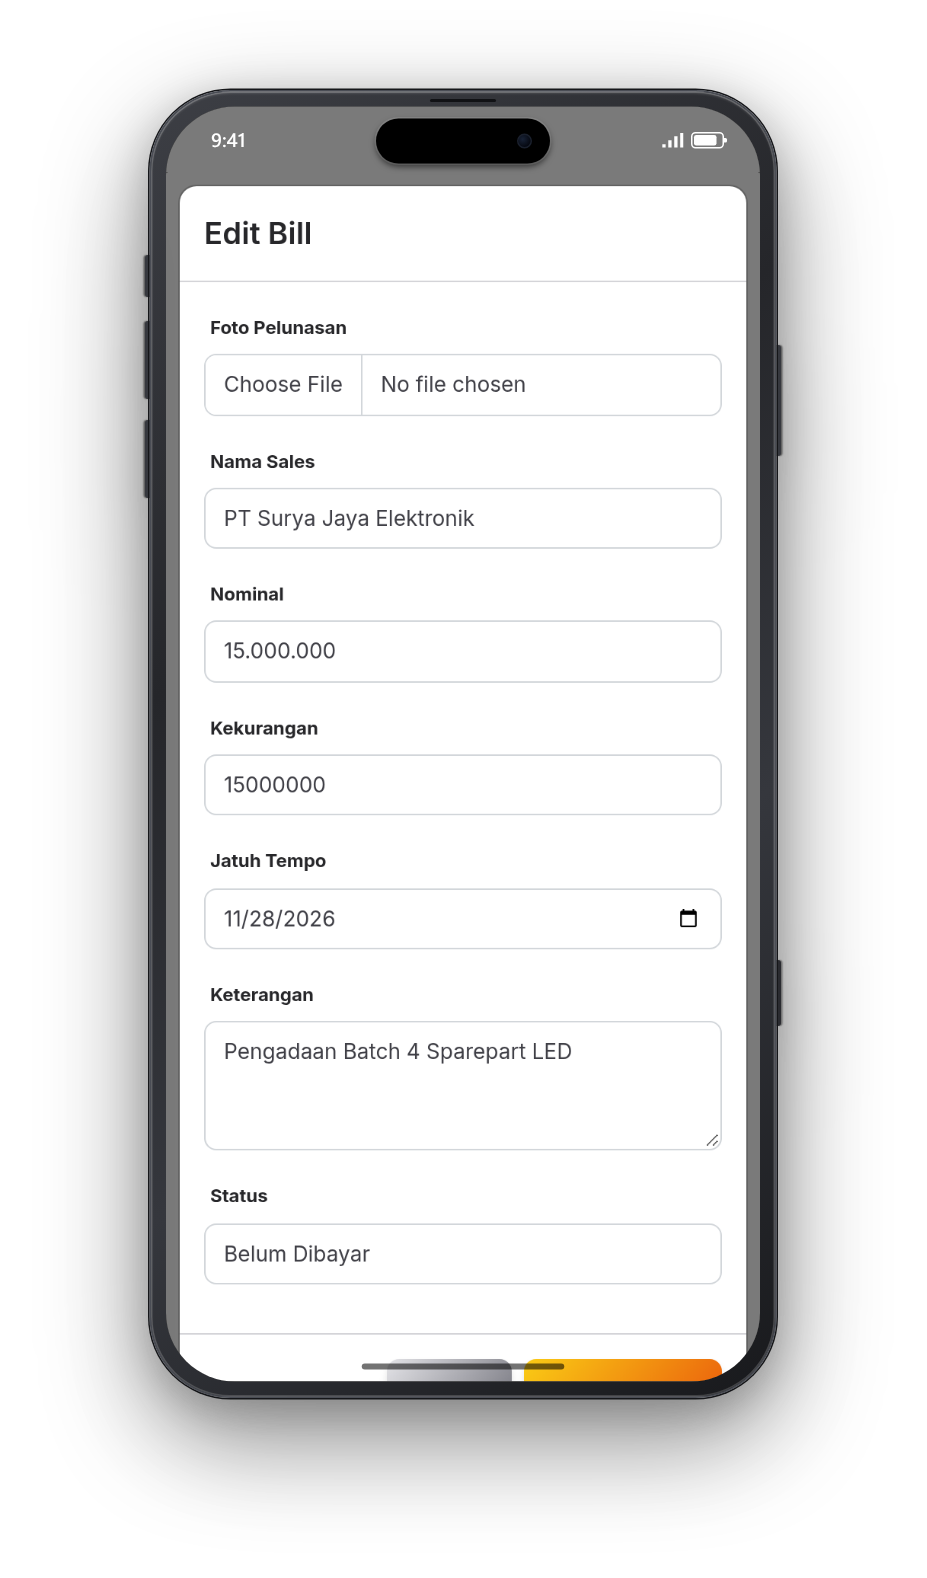 9:41
Edit Bill
Foto Pelunasan
Choose File No file chosen
Nama Sales
PT Surya Jaya Elektronik
Nominal
15.000.000
Kekurangan
15000000
Jatuh Tempo
11/28/2026
Keterangan
Pengadaan Batch 4 Sparepart LED
Status
Belum Dibayar